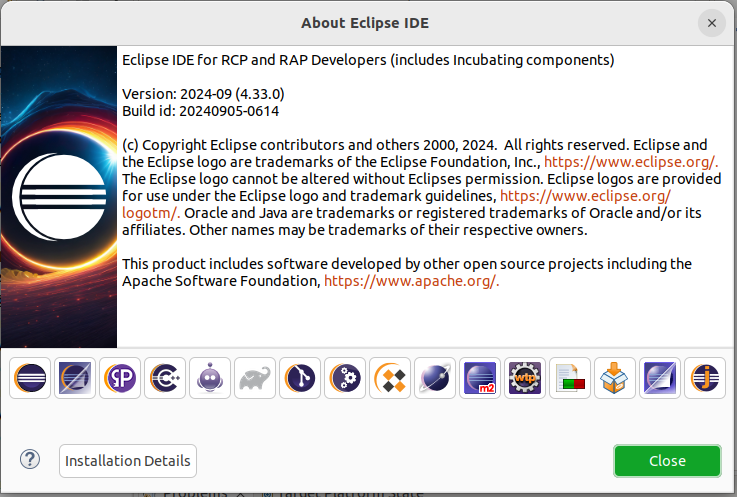 About Eclipse IDE
Eclipse IDE for RCP and RAP Developers (includes Incubating components)
Version: 2024-09 (4.33.0)
Build id: 20240905-0614
(c) Copyright Eclipse contributors and others 2000, 2024.  All rights reserved. Eclipse and
the Eclipse logo are trademarks of the Eclipse Foundation, Inc., https://www.eclipse.org/.
The Eclipse logo cannot be altered without Eclipses permission. Eclipse logos are provided
for use under the Eclipse logo and trademark guidelines, https://www.eclipse.org/
logotm/. Oracle and Java are trademarks or registered trademarks of Oracle and/or its
affiliates. Other names may be trademarks of their respective owners.
This product includes software developed by other open source projects including the
Apache Software Foundation, https://www.apache.org/.
m2
wtp
j
? Installation Details Close
Problems × Target Platform State